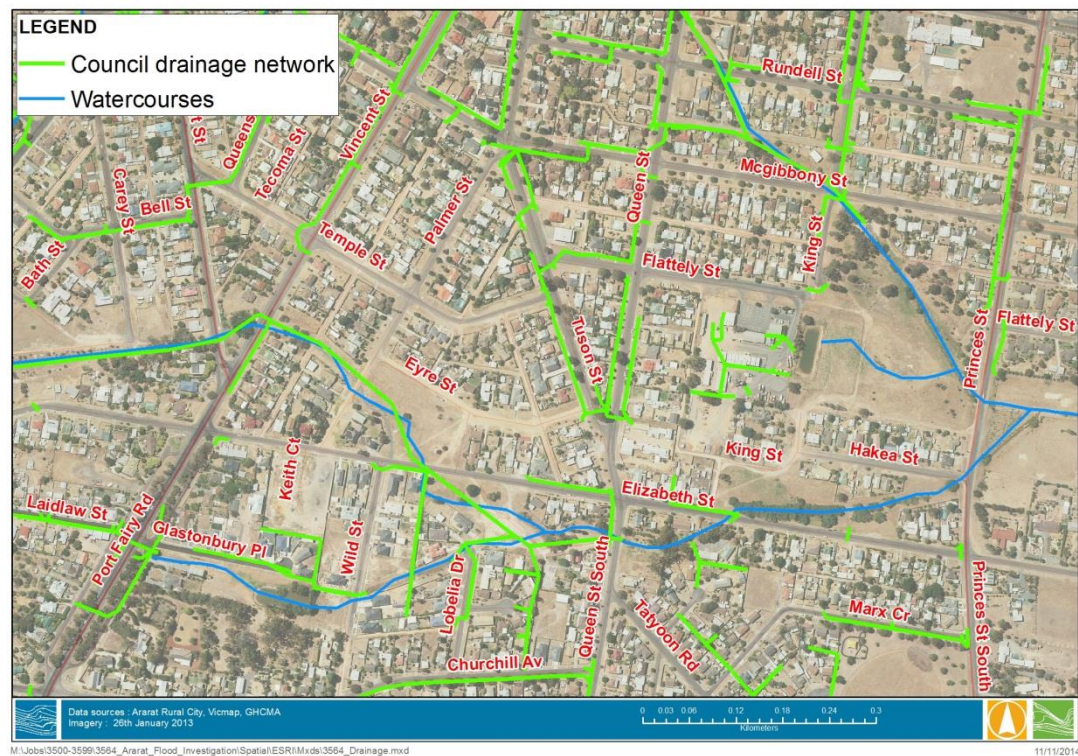 LEGEND
Council drainage network
Watercourses
Rundell St
Queens
Tecoma St
Vincent St
Carey St
Bell St
Bath St
Palmer St
Temple St
Queen St
Mcgibbony St
King St
Flattely St
Flattely St
Princes St
Tuson St
Eyre St
King St
Hakea St
Keith Ct
Elizabeth St
Laidlaw St
Port Fairy Rd
Glastonbury Pl
Wild St
Lobelia Dr
Queen St South
Tatyoon Rd
Marx Cr
Princes St South
Churchill Av
Data sources : Ararat Rural City, Vicmap, GHCMA
Imagery : 26th January 2013
0 0.03 0.06 0.12 0.18 0.24 0.3
Kilometers
M:\Jobs\3500-3599\3564_Ararat_Flood_Investigation\Spatial\ESRI\Mxds\3564_Drainage.mxd
11/11/2014